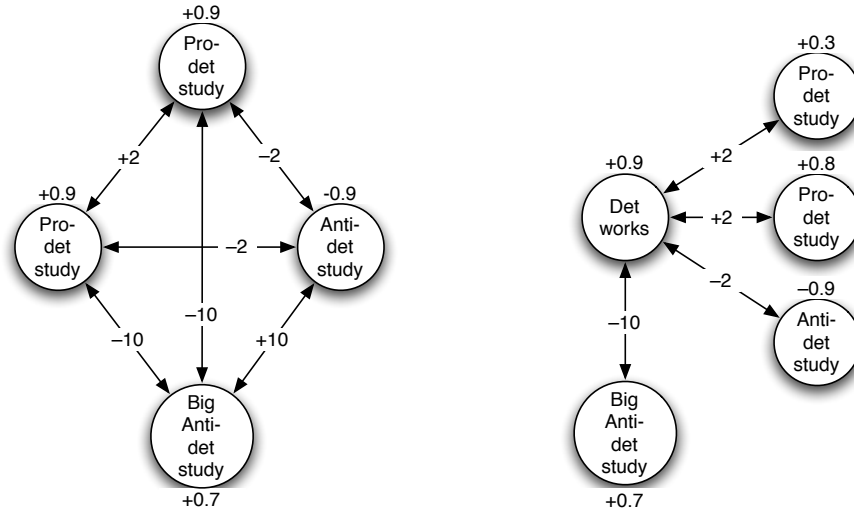 +0.9
Pro-
det
study
+2
–2
+0.9
Pro-
det
study
–2
-0.9
Anti-
det
study
–10
–10
+10
Big
Anti-
det
study
+0.7
+0.3
Pro-
det
study
+2
+0.9
Det
works
+2
+0.8
Pro-
det
study
–2
–0.9
Anti-
det
study
–10
Big
Anti-
det
study
+0.7